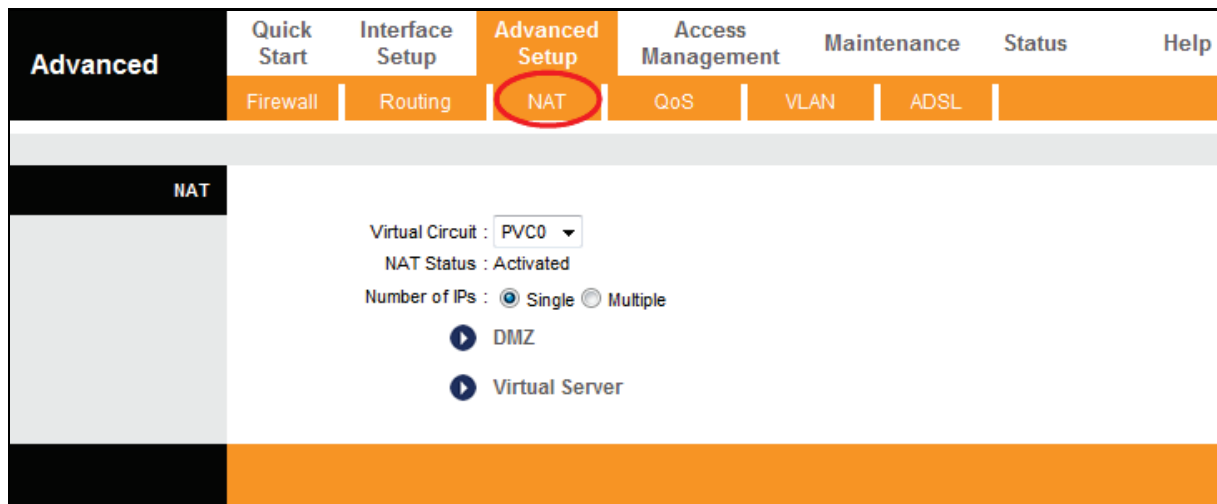 Advanced
Quick Start
Interface Setup
Advanced Setup
Access Management
Maintenance
Status
Help
Firewall
Routing
NAT
QoS
VLAN
ADSL
NAT
Virtual Circuit : PVC0
NAT Status : Activated
Number of IPs : Single Multiple
DMZ
Virtual Server